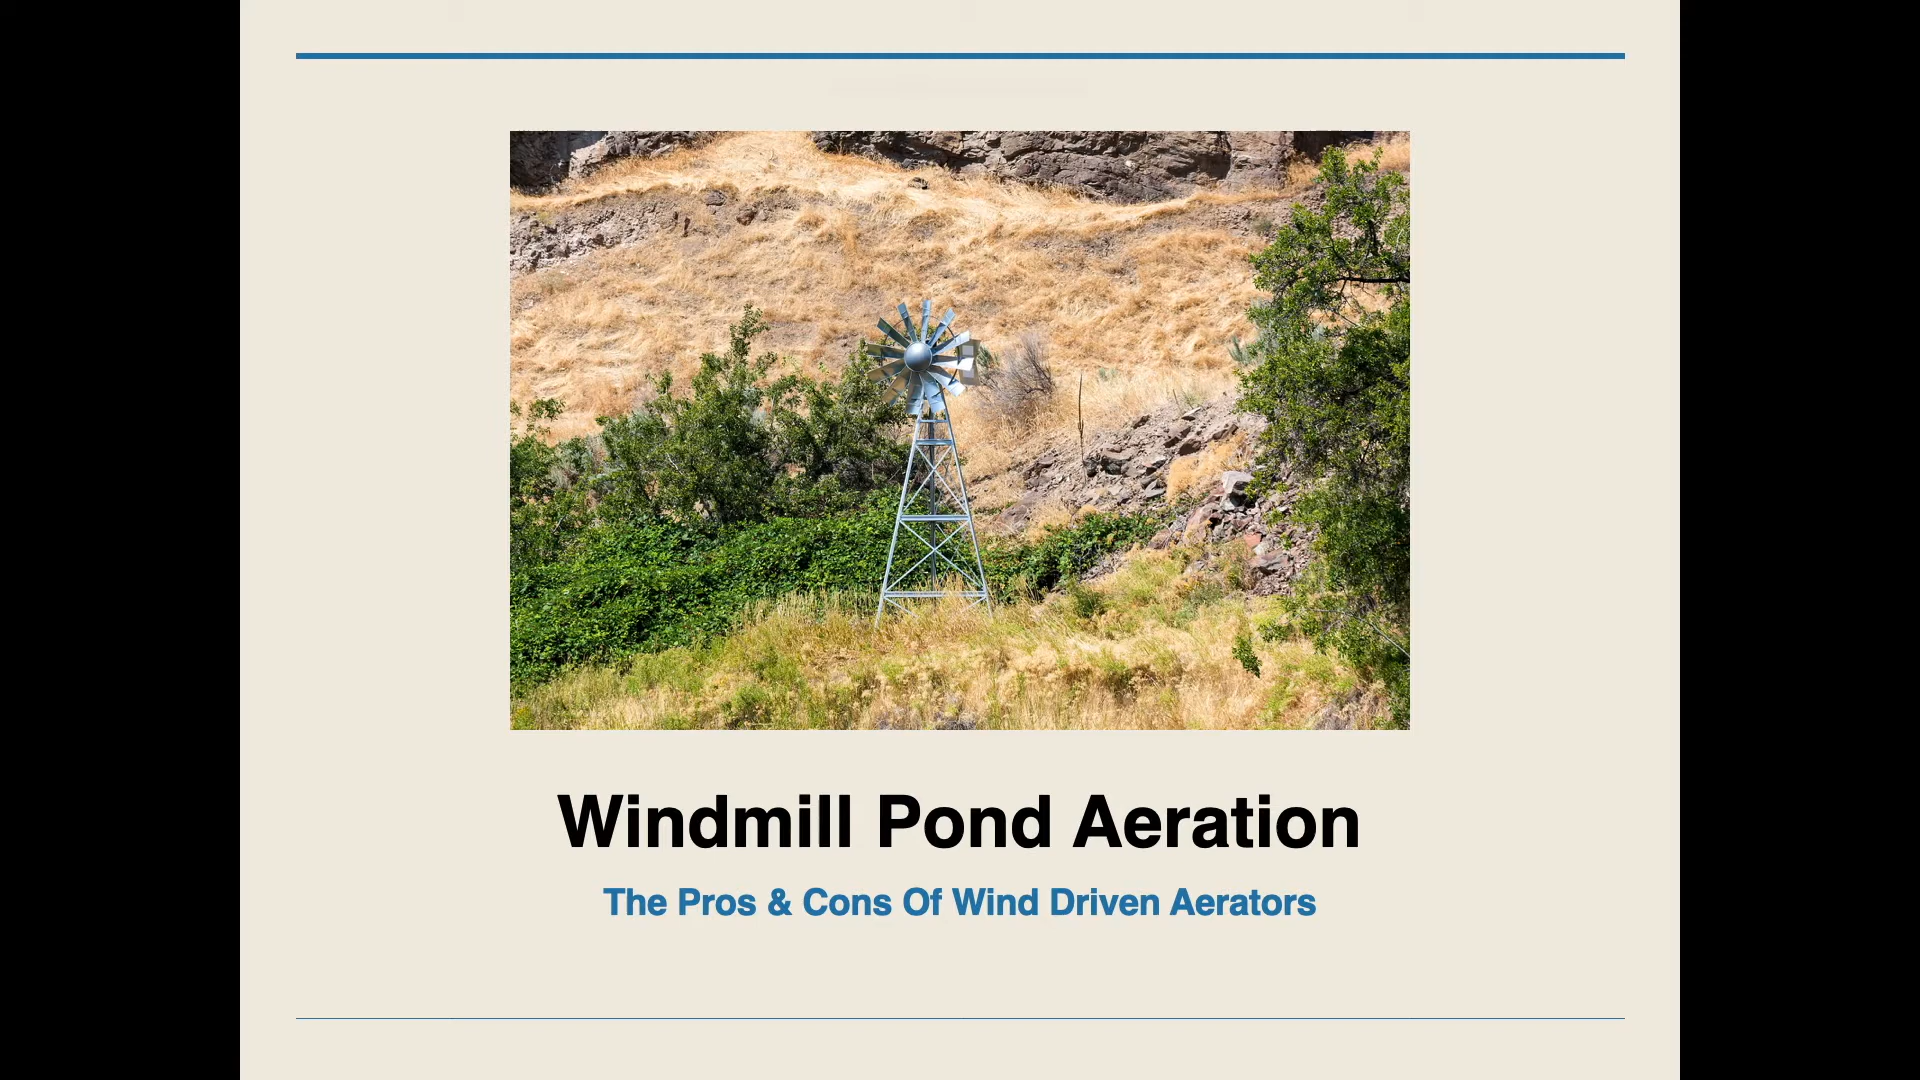 Windmill Pond Aeration
The Pros & Cons Of Wind Driven Aerators